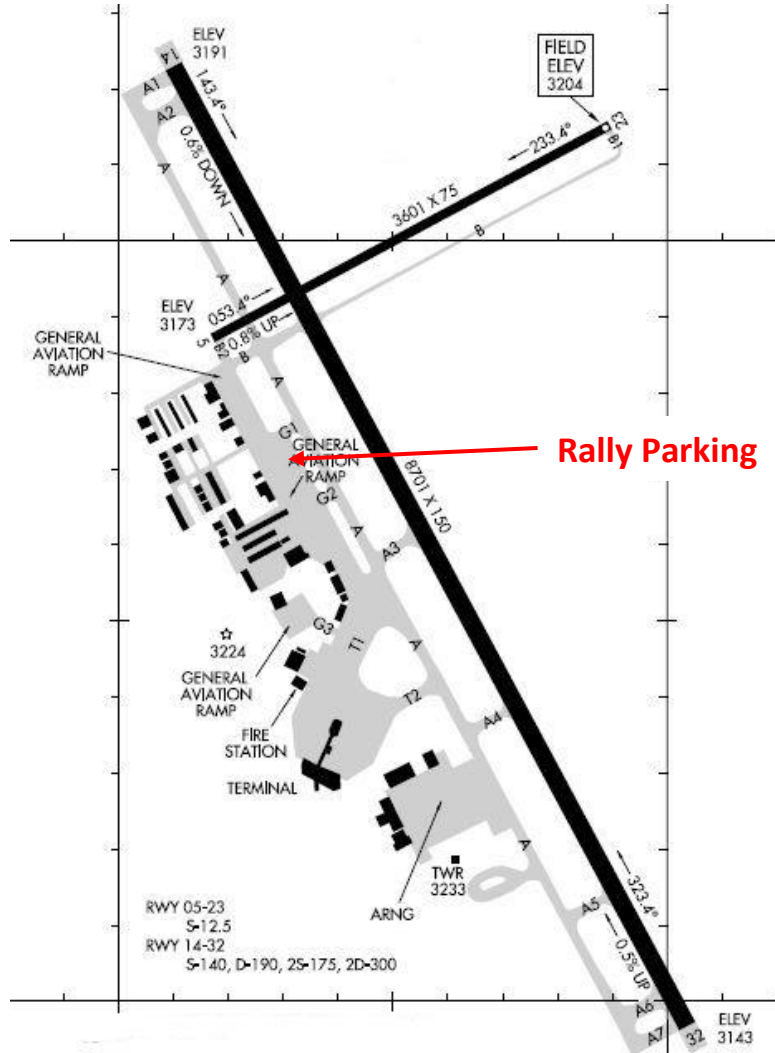 ELEV
3191
14
A1
A2
143.4°
A
0.6% DOWN
FIELD
ELEV
3204
23
B1
233.4°
3601 X 75
B
A
ELEV
3173
053.4°
0.8% UP
5
B2
B
GENERAL
AVIATION
RAMP
A
G1
GENERAL
AVIATION
RAMP
Rally Parking
G2
8701 X 150
A
A3
3224
G3
T1
A
GENERAL
AVIATION
RAMP
T2
A4
FIRE
STATION
TERMINAL
A
TWR
3233
ARNG
323.4°
A5
0.5% UP
RWY 05-23
S-12.5
RWY 14-32
S-140, D-190, 2S-175, 2D-300
A6
A7
32
ELEV
3143